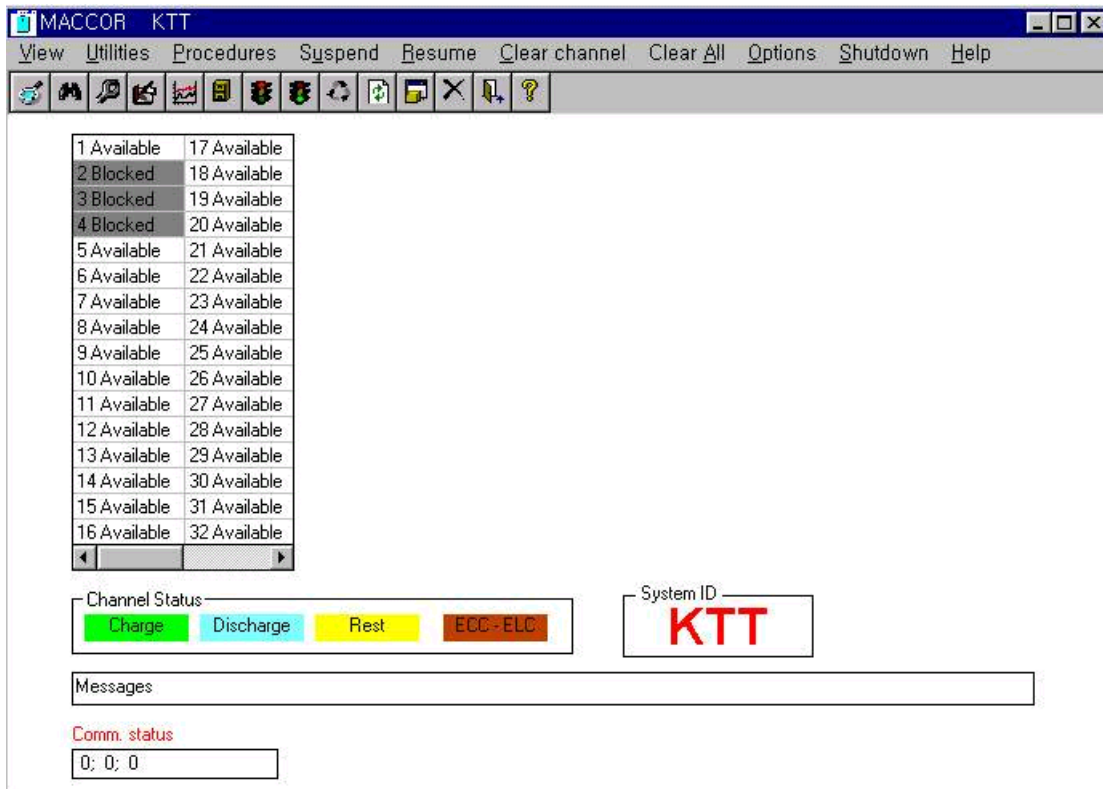 MACCOR KTT
View Utilities Procedures Suspend Resume Clear channel Clear All Options Shutdown Help
1 Available 17 Available
2 Blocked 18 Available
3 Blocked 19 Available
4 Blocked 20 Available
5 Available 21 Available
6 Available 22 Available
7 Available 23 Available
8 Available 24 Available
9 Available 25 Available
10 Available 26 Available
11 Available 27 Available
12 Available 28 Available
13 Available 29 Available
14 Available 30 Available
15 Available 31 Available
16 Available 32 Available
Channel Status
Charge Discharge Rest ECC - ELC
System ID
KTT
Messages
Comm. status
0; 0; 0